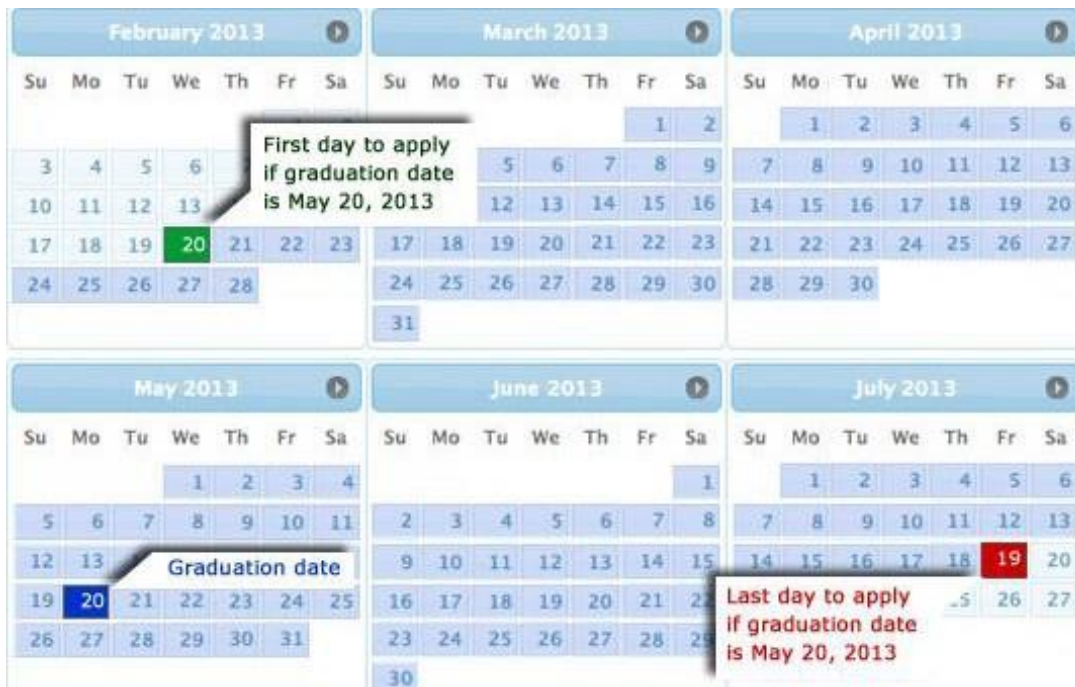 February 2013
Su Mo Tu We Th Fr Sa
3 4 5 6
10 11 12 13
17 18 19 20 21 22 23
24 25 26 27 28
First day to apply
if graduation date
is May 20, 2013
March 2013
Su Mo Tu We Th Fr Sa
1 2
5 6 7 8 9
12 13 14 15 16
17 18 19 20 21 22 23
24 25 26 27 28 29 30
31
April 2013
Su Mo Tu We Th Fr Sa
1 2 3 4 5 6
7 8 9 10 11 12 13
14 15 16 17 18 19 20
21 22 23 24 25 26 27
28 29 30
May 2013
Su Mo Tu We Th Fr Sa
1 2 3 4
5 6 7 8 9 10 11
12 13
Graduation date
19 20 21 22 23 24 25
26 27 28 29 30 31
June 2013
Su Mo Tu We Th Fr Sa
1
2 3 4 5 6 7 8
9 10 11 12 13 14 15
16 17 18 19 20 21 22
23 24 25 26 27 28 29
30
July 2013
Su Mo Tu We Th Fr Sa
1 2 3 4 5 6
7 8 9 10 11 12 13
14 15 16 17 18 19 20
26 27
Last day to apply
if graduation date
is May 20, 2013